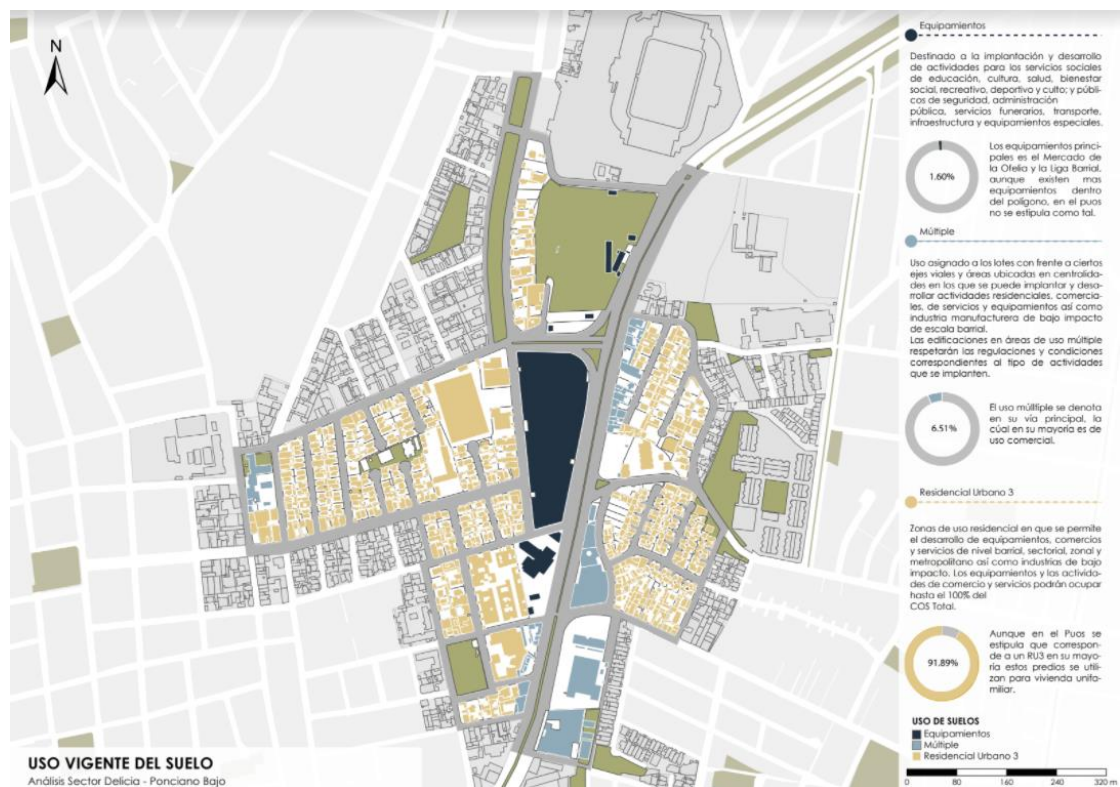 N
Equipamientos
Destinado a la implantación y desarrollo
de actividades para los servicios sociales
de educación, cultura, salud, bienestar
social, recreativo, deportivo y culto; y públi-
cos de seguridad, administración
pública, servicios funerarios, transporte,
infraestructura y equipamientos especiales.
1.60%
Los equipamientos princi-
pales es el Mercado de
la Ofelia y la Liga Barrial,
aunque existen mas
equipamientos dentro
del polígono, en el puos
no se estipula como tal.
Múltiple
Uso asignado a los lotes con frente a ciertos
ejes viales y áreas ubicadas en centralida-
des en los que se puede implantar y desa-
rrollar actividades residenciales, comercia-
les, de servicios y equipamientos así como
industria manufacturera de bajo impacto
de escala barrial.
Las edificaciones en áreas de uso múltiple
respetarán las regulaciones y condiciones
correspondientes al tipo de actividades
que se implanten.
6.51%
El uso múltliple se denota
en su vía principal, la
cúal en su mayoría es de
uso comercial.
Residencial Urbano 3
Zonas de uso residencial en que se permite
el desarrollo de equipamientos, comercios
y servicios de nivel barrial, sectorial, zonal y
metropolitano así como industrias de bajo
impacto. Los equipamientos y las activida-
des de comercio y servicios podrán ocupar
hasta el 100% del
COS Total.
91.89%
Aunque en el Puos se
estipula que correspon-
de a un RU3 en su mayo-
ría estos predios se utili-
zan para vivienda unifa-
miliar.
USO DE SUELOS
Equipamientos
Múltiple
Residencial Urbano 3
0 80 160 240 320 m
USO VIGENTE DEL SUELO
Análisis Sector Delicia - Ponciano Bajo